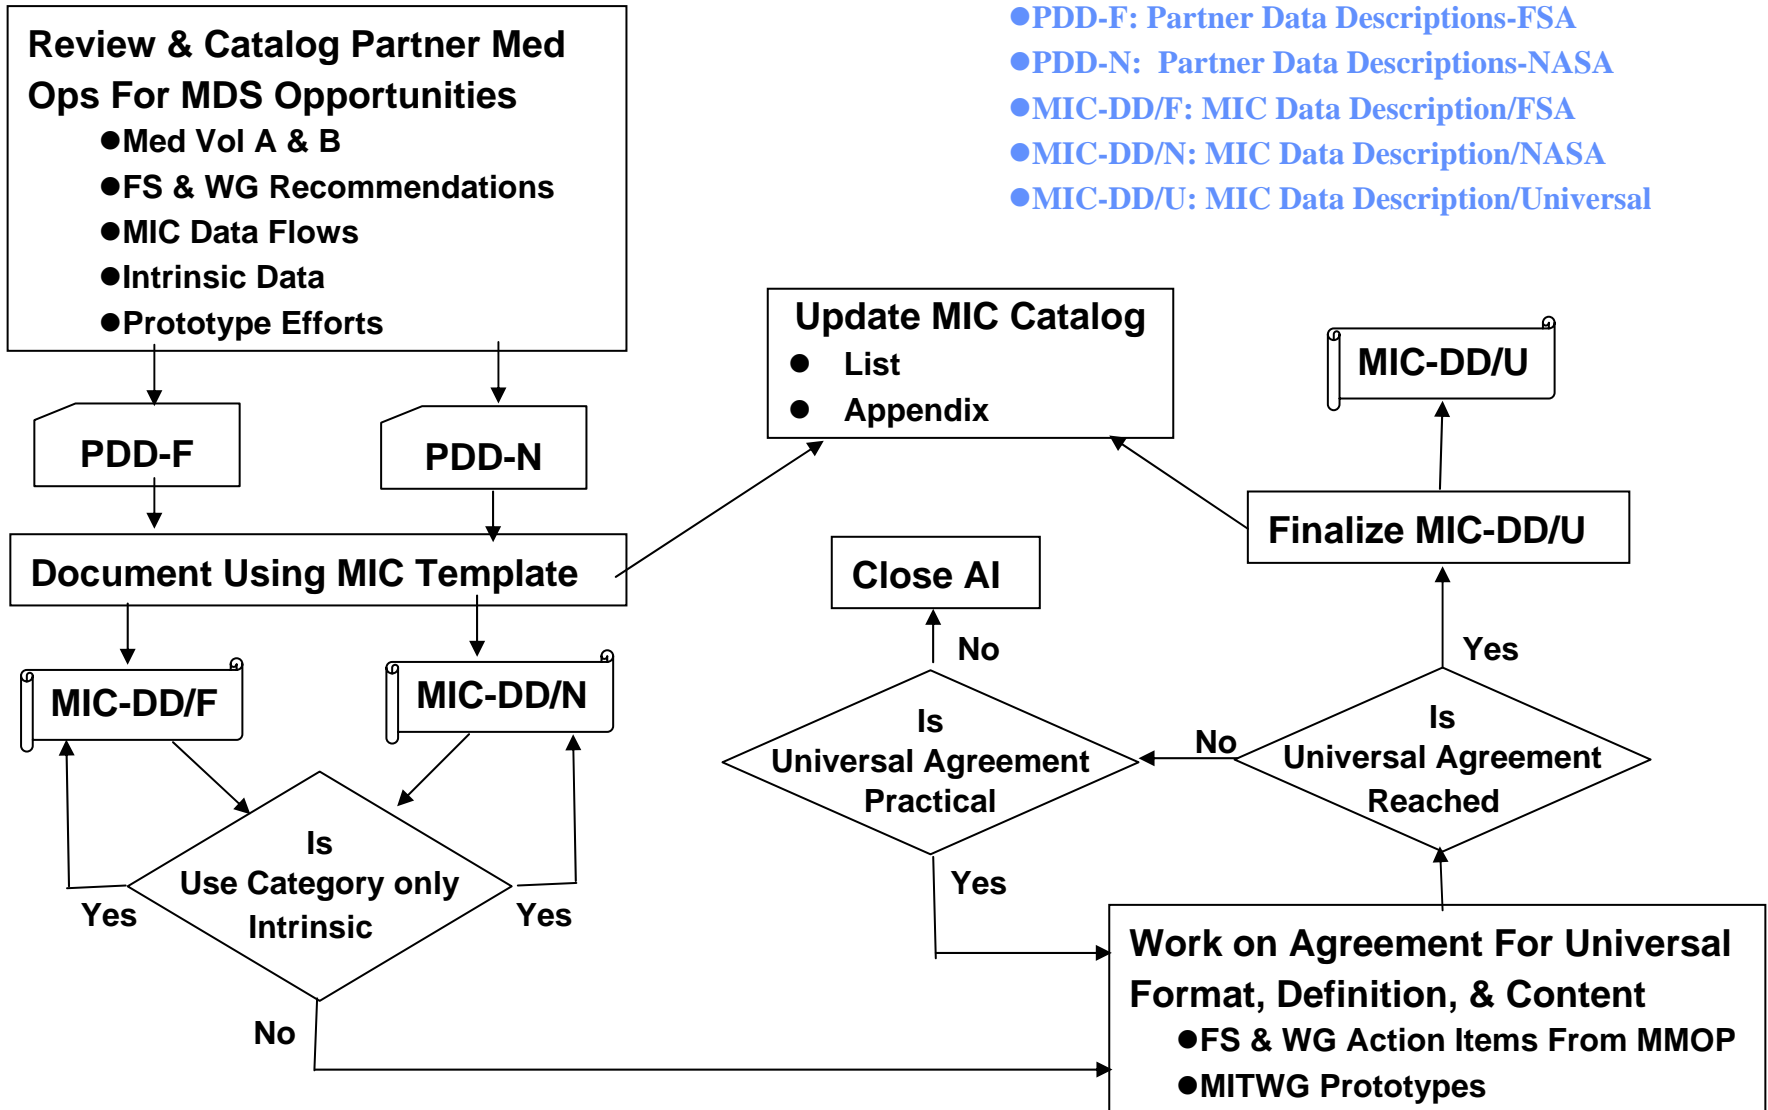 Review & Catalog Partner Med
Ops For MDS Opportunities
●Med Vol A & B
●FS & WG Recommendations
●MIC Data Flows
●Intrinsic Data
●Prototype Efforts
●PDD-F: Partner Data Descriptions-FSA
●PDD-N: Partner Data Descriptions-NASA
●MIC-DD/F: MIC Data Description/FSA
●MIC-DD/N: MIC Data Description/NASA
●MIC-DD/U: MIC Data Description/Universal
Update MIC Catalog
● List
● Appendix
MIC-DD/U
PDD-F
PDD-N
Finalize MIC-DD/U
Document Using MIC Template
Close AI
No
Yes
MIC-DD/F
MIC-DD/N
Is
Universal Agreement
Practical
No
Is
Universal Agreement
Reached
Is
Use Category only
Intrinsic
Yes
Yes
Yes
No
Work on Agreement For Universal
Format, Definition, & Content
●FS & WG Action Items From MMOP
●MITWG Prototypes